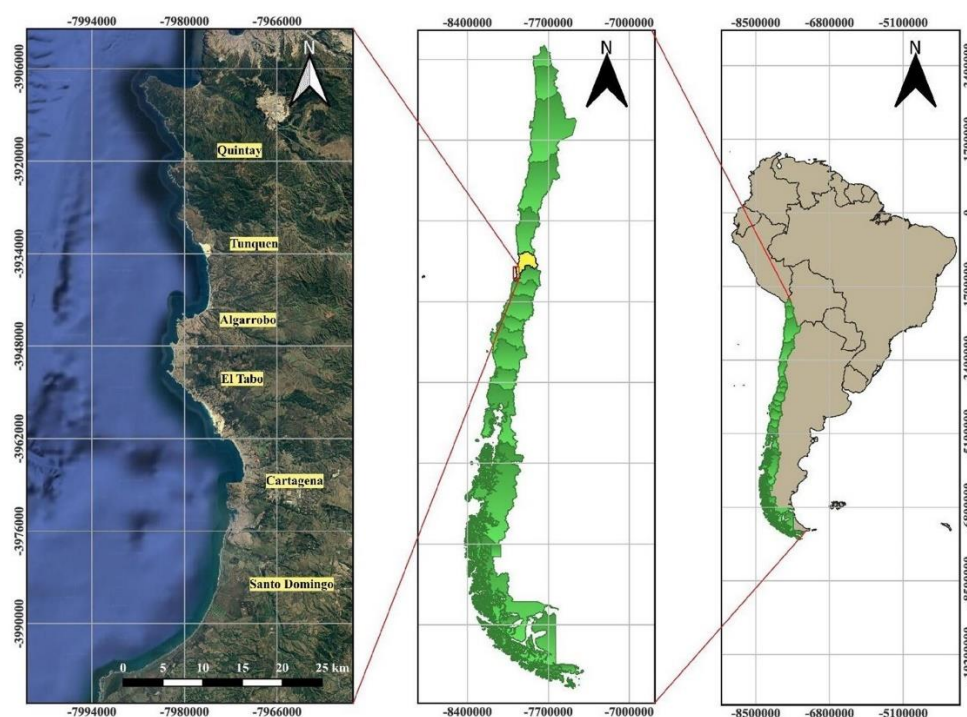 -7994000 -7980000 -7966000
-8400000 -7700000 -7000000
-8500000 -6800000 -5100000
N
N
N
-3906000
-3920000
-3934000
-3948000
-3962000
-3976000
-3990000
Quintay
Tunquen
Algarrobo
El Tabo
Cartagena
Santo Domingo
0 5 10 15 20 25 km
1700000
0
-7994000 -7980000 -7966000
-8400000 -7700000 -7000000
-8500000 -6800000 -5100000